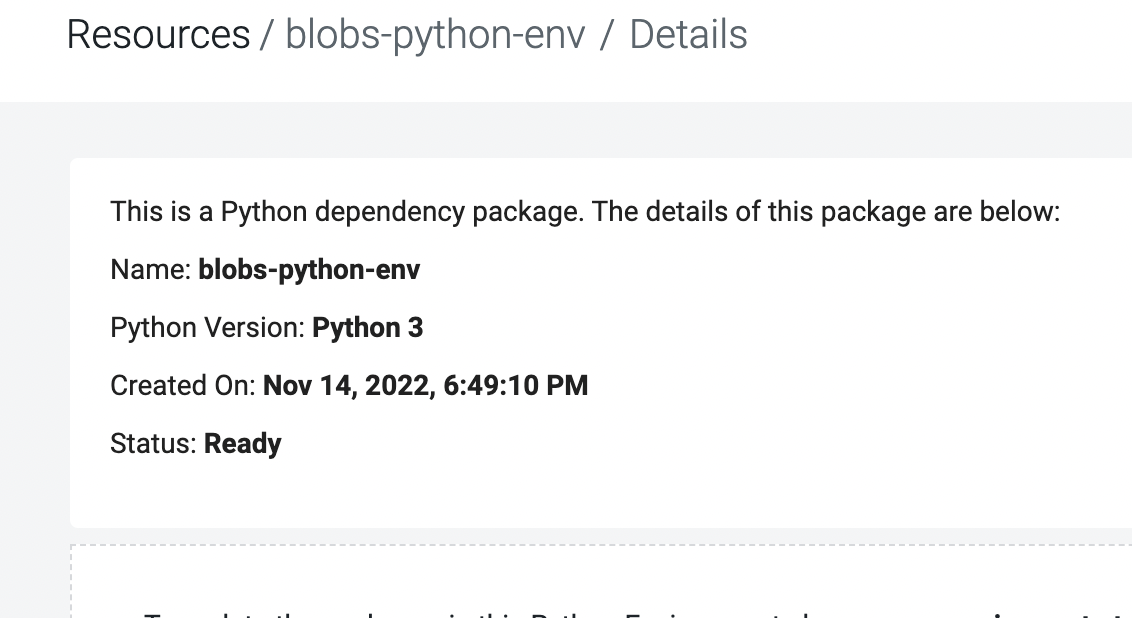 Resources / blobs-python-env / Details
This is a Python dependency package. The details of this package are below:
Name: blobs-python-env
Python Version: Python 3
Created On: Nov 14, 2022, 6:49:10 PM
Status: Ready